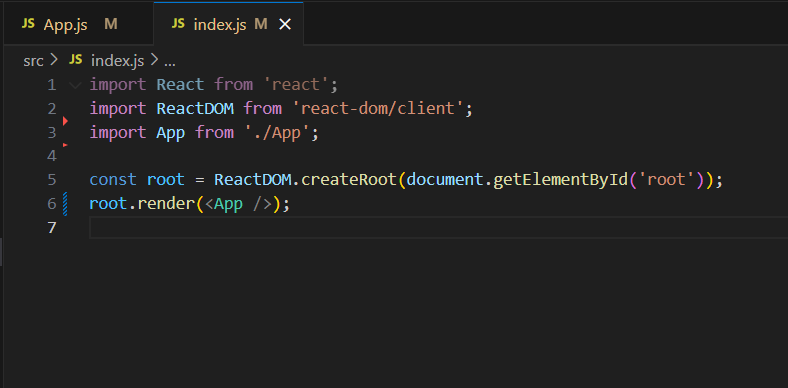 JS App.js M JS index.js M
src > JS index.js > ...
1 import React from 'react';
2 import ReactDOM from 'react-dom/client';
3 import App from './App';
4
5 const root = ReactDOM.createRoot(document.getElementById('root'));
6 root.render(<App />);
7